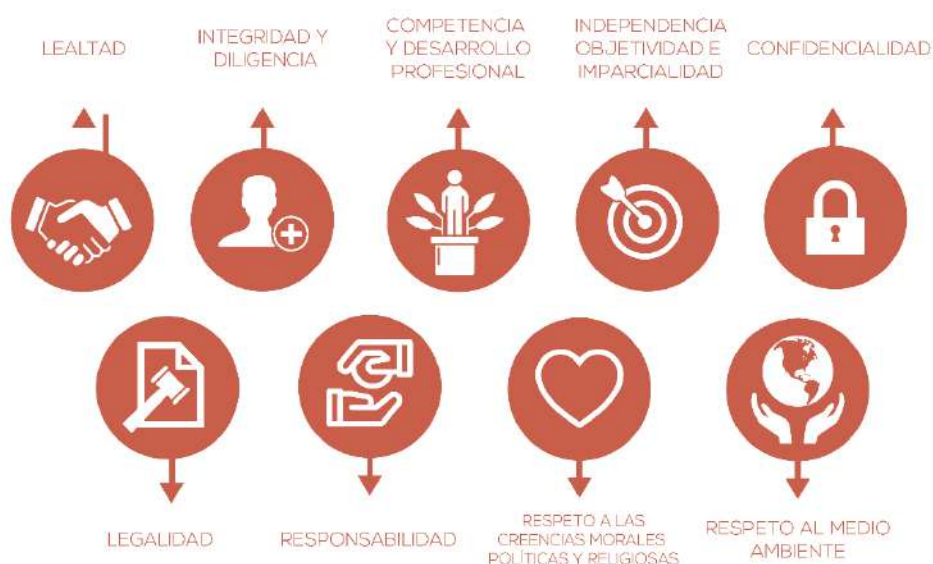 LEALTAD
INTEGRIDAD Y
DILIGENCIA
COMPETENCIA
Y DESARROLLO
PROFESIONAL
INDEPENDENCIA
OBJETIVIDAD E
IMPARCIALIDAD
CONFIDENCIALIDAD
LEGALIDAD
RESPONSABILIDAD
RESPETO A LAS
CREENCIAS MORALES
POLÍTICAS Y RELIGIOSAS
RESPETO AL MEDIO
AMBIENTE